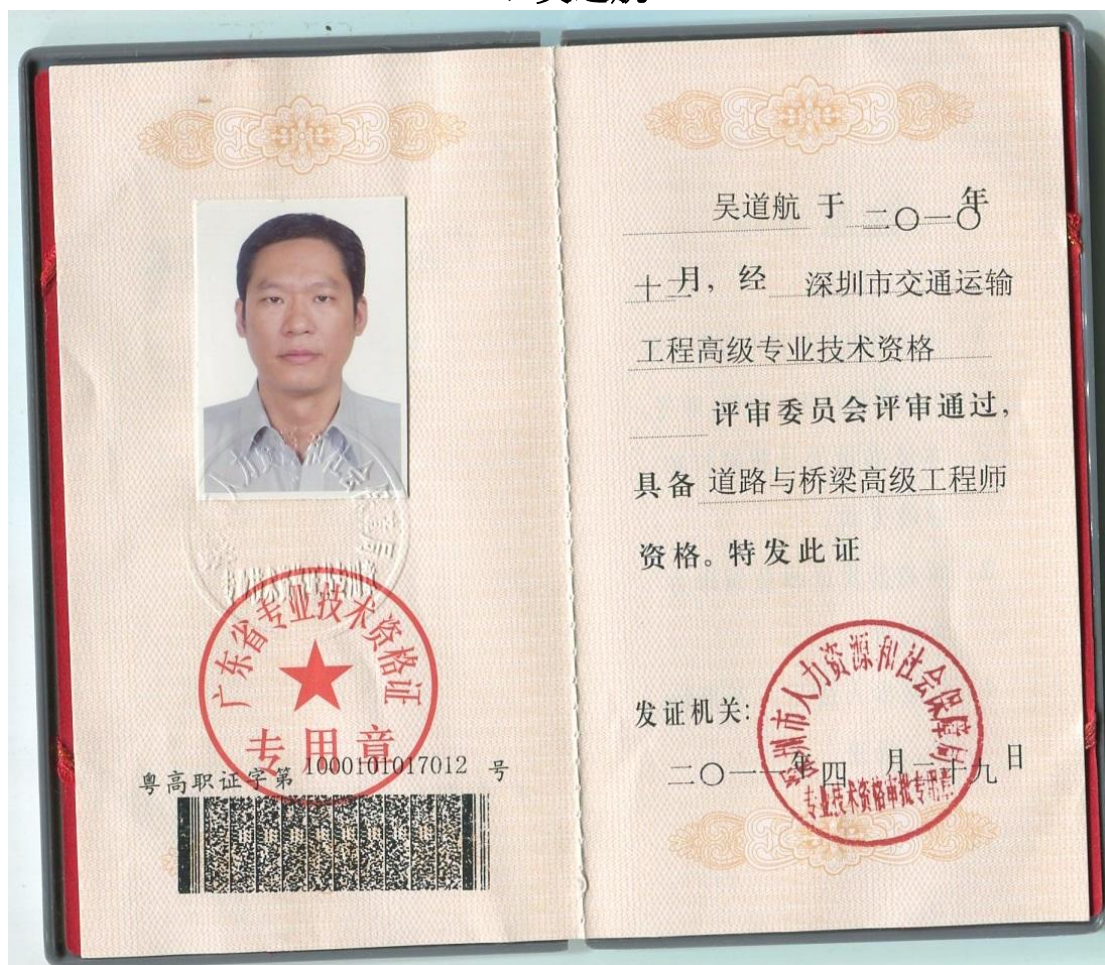 吴道航
广东省专业技术资格证
专用章
粤高职证字第 1000101017012 号
吴道航 于 二〇一〇年
十二月，经 深圳市交通运输
工程高级专业技术资格
评审委员会评审通过，
具备 道路与桥梁高级工程师
资格。特发此证
深圳市人力资源和社会保障局
发证机关：
二〇一一年四月二十九日
专业技术资格审批专用章